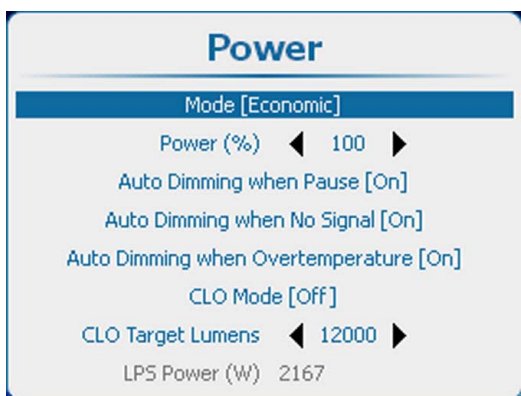 Power
Mode [Economic]
Power (%) 100
Auto Dimming when Pause [On]
Auto Dimming when No Signal [On]
Auto Dimming when Overtemperature [On]
CLO Mode [Off]
CLO Target Lumens 12000
LPS Power (W) 2167